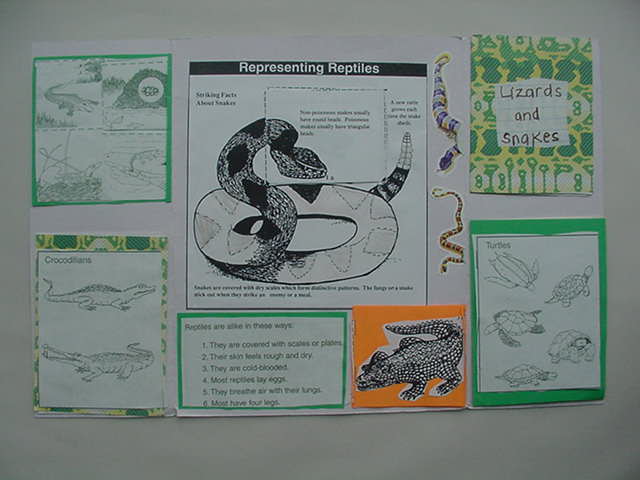 Representing Reptiles
Striking Facts
About Snakes
Non-poisonous snakes usually
have round heads. Poisonous
snakes usually have triangular
heads.
A new rattle
grows each
time the snake
sheds.
Snakes are covered with dry scales which form distinctive patterns. The fangs on a snake
stick out when they strike an enemy or a meal.
Lizards
and
snakes
Crocodilians
Reptiles are alike in these ways:
1. They are covered with scales or plates.
2. Their skin feels rough and dry.
3. They are cold-blooded.
4. Most reptiles lay eggs.
5. They breathe air with their lungs.
6. Most have four legs.
Turtles